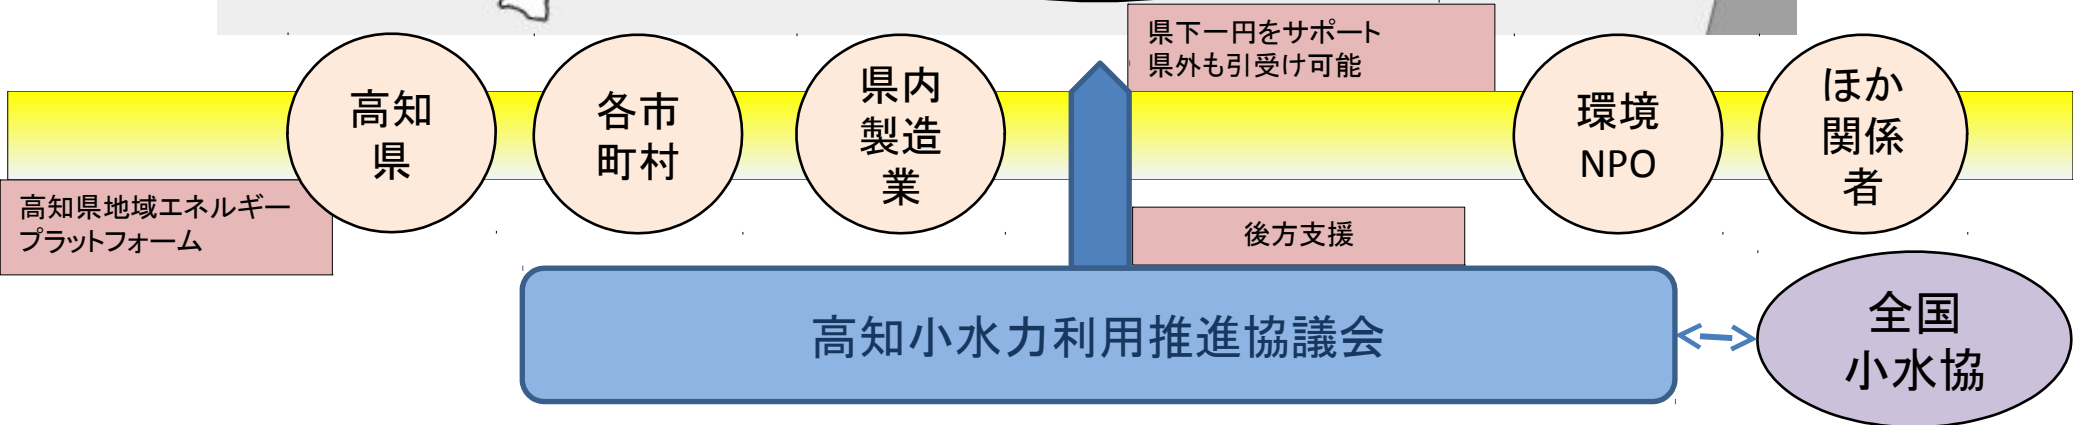 県下一円をサポート
県外も引受け可能
高知
県
各市
町村
県内
製造
業
環境
NPO
ほか
関係
者
高知県地域エネルギー
プラットフォーム
後方支援
高知小水力利用推進協議会
全国
小水協